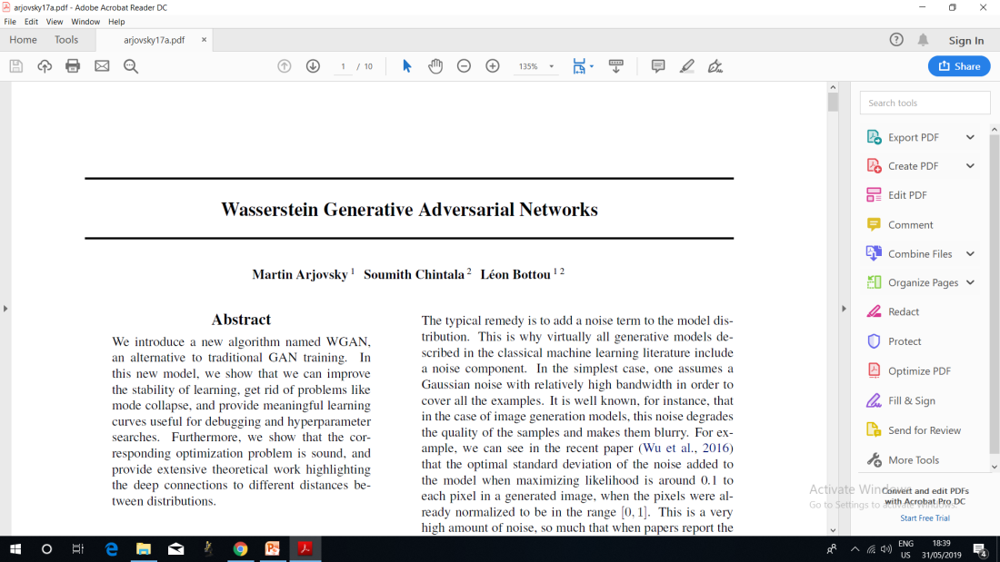 arjovsky17a.pdf - Adobe Acrobat Reader DC
File Edit View Window Help
Home Tools arjovsky17a.pdf × Sign In
1 / 10 135% Share
Wasserstein Generative Adversarial Networks
Martin Arjovsky 1 Soumith Chintala 2 Léon Bottou 1 2
Abstract
We introduce a new algorithm named WGAN,
an alternative to traditional GAN training. In
this new model, we show that we can improve
the stability of learning, get rid of problems like
mode collapse, and provide meaningful learning
curves useful for debugging and hyperparameter
searches. Furthermore, we show that the cor-
responding optimization problem is sound, and
provide extensive theoretical work highlighting
the deep connections to different distances be-
tween distributions.
The typical remedy is to add a noise term to the model dis-
tribution. This is why virtually all generative models de-
scribed in the classical machine learning literature include
a noise component. In the simplest case, one assumes a
Gaussian noise with relatively high bandwidth in order to
cover all the examples. It is well known, for instance, that
in the case of image generation models, this noise degrades
the quality of the samples and makes them blurry. For ex-
ample, we can see in the recent paper (Wu et al., 2016)
that the optimal standard deviation of the noise added to
the model when maximizing likelihood is around 0.1 to
each pixel in a generated image, when the pixels were al-
ready normalized to be in the range [0, 1]. This is a very
high amount of noise, so much that when papers report the
Search tools
Export PDF
Create PDF
Edit PDF
Comment
Combine Files
Organize Pages
Redact
Protect
Optimize PDF
Fill & Sign
Send for Review
More Tools
Convert and edit PDFs
with Acrobat Pro DC
Start Free Trial
Activate Windows
Go to Settings to activate Windows.
ENG
US
18:39
31/05/2019
4